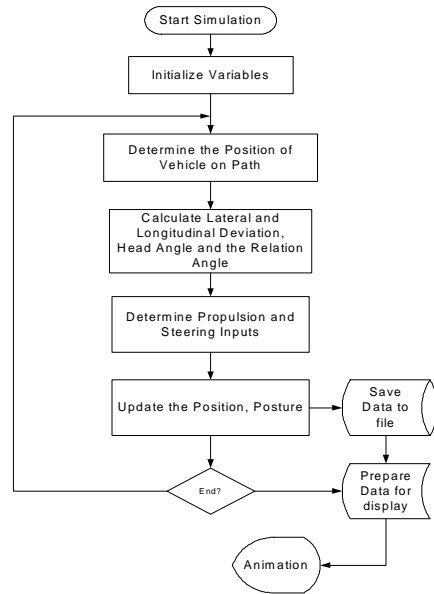 Start Simulation
Initialize Variables
Determine the Position of
Vehicle on Path
Calculate Lateral and
Longitudinal Deviation,
Head Angle and the Relation
Angle
Determine Propulsion and
Steering Inputs
Update the Position, Posture
Save
Data to
file
End?
Prepare
Data for
display
Animation